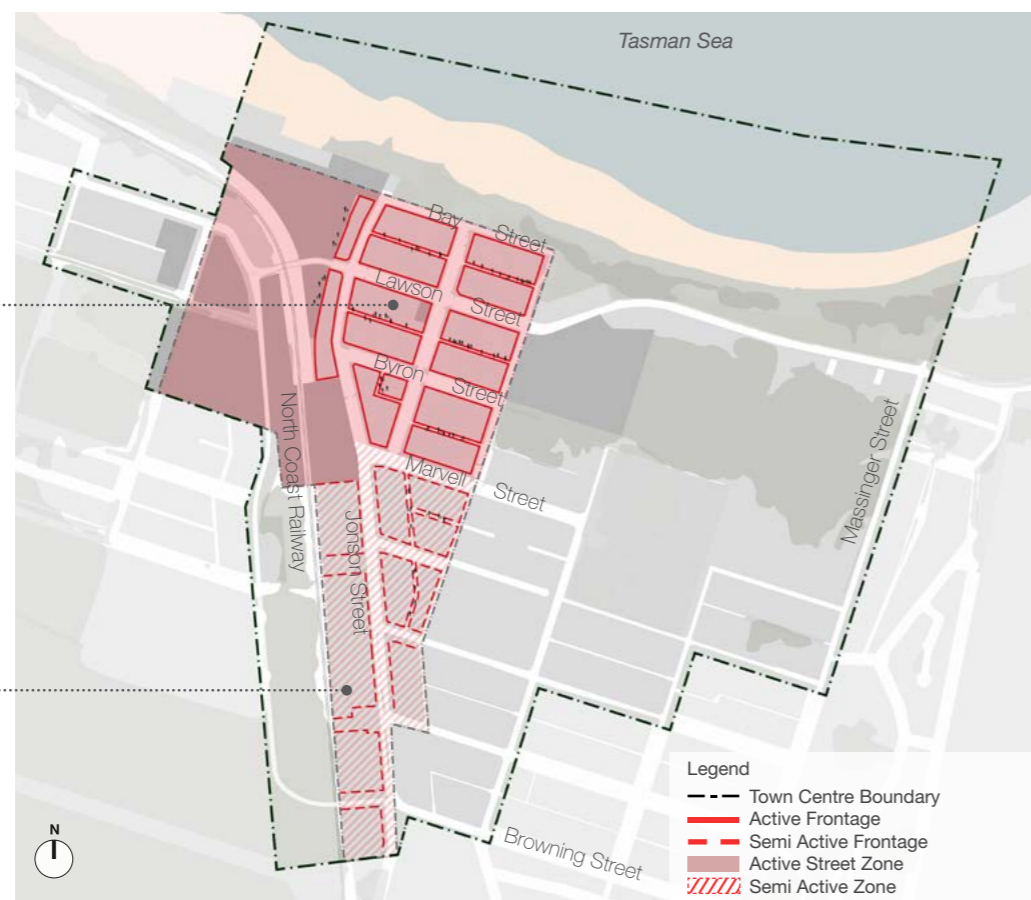 Tasman Sea
Bay Street
Lawson Street
Byron Street
Marvell Street
North Coast Railway
Jonson Street
Massinger Street
Browning Street
N
Legend
Town Centre Boundary
Active Frontage
Semi Active Frontage
Active Street Zone
Semi Active Zone